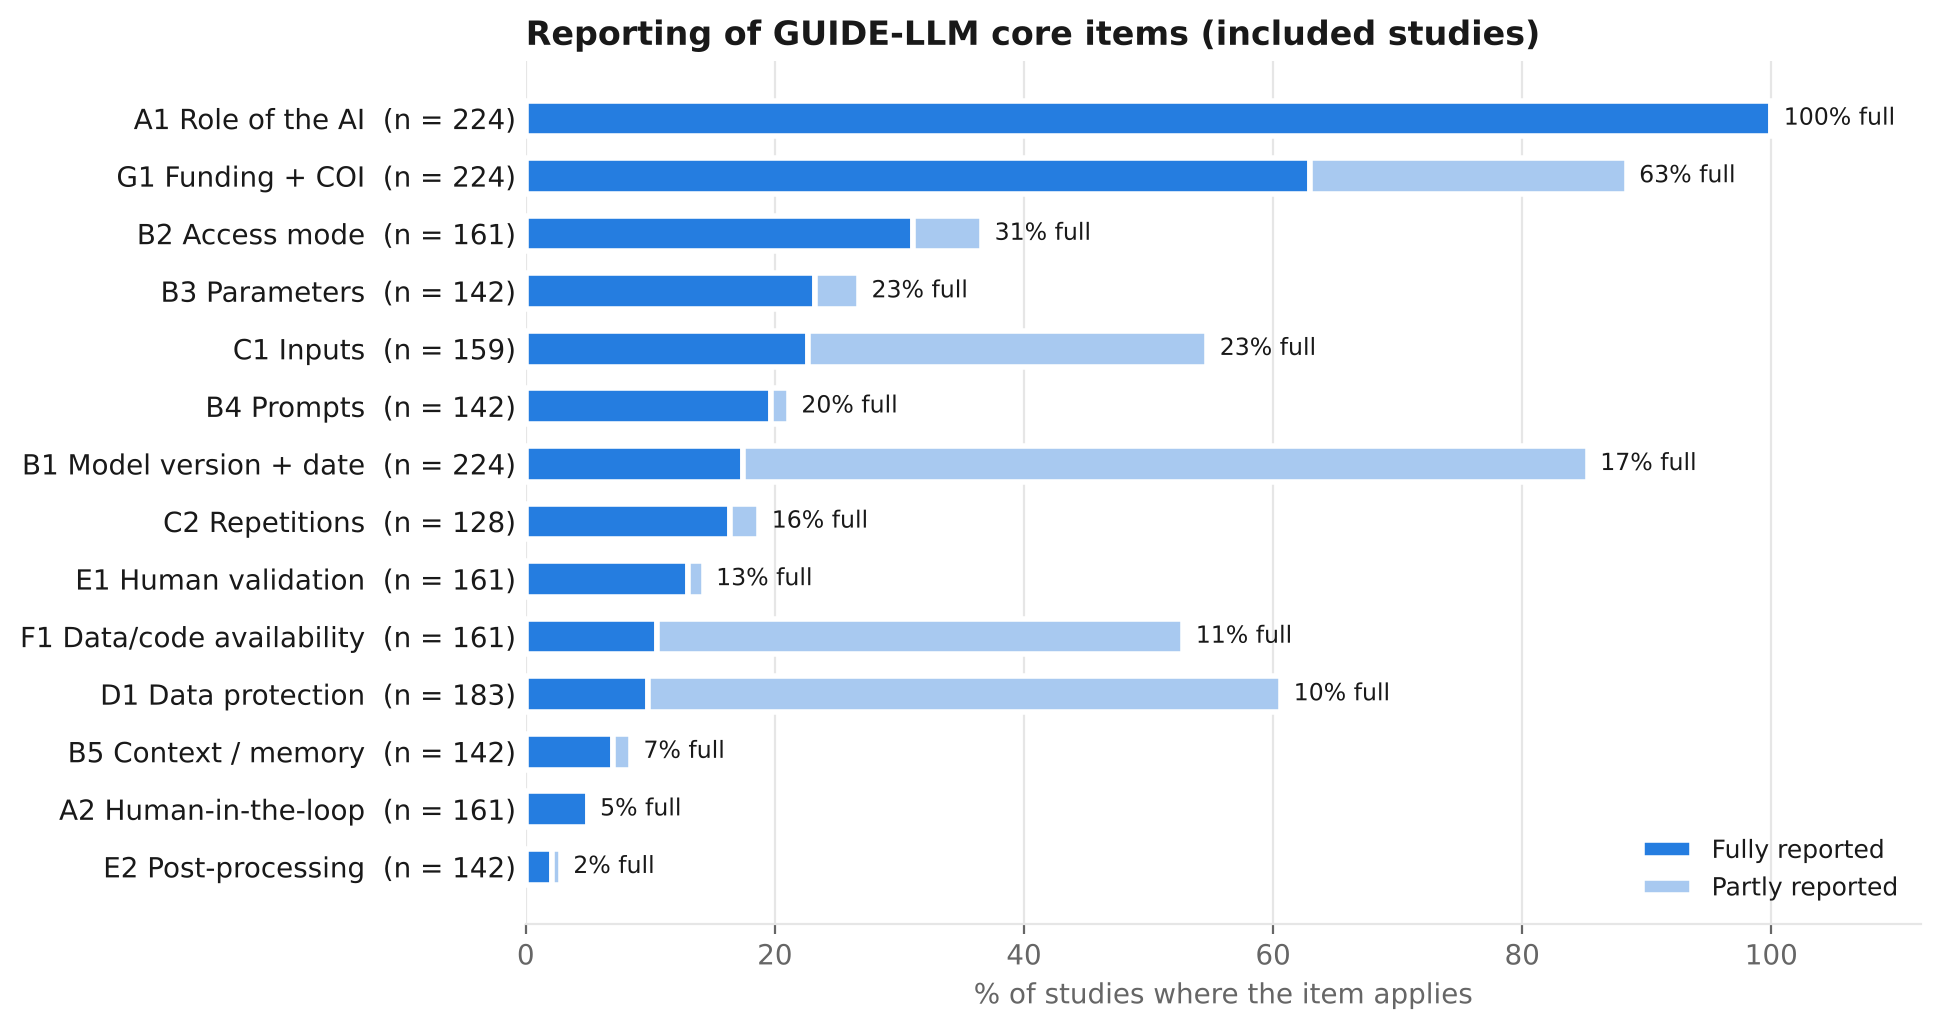 Reporting of GUIDE-LLM core items (included studies)
A1 Role of the AI (n = 224) 100% full
G1 Funding + COI (n = 224) 63% full
B2 Access mode (n = 161) 31% full
B3 Parameters (n = 142) 23% full
C1 Inputs (n = 159) 23% full
B4 Prompts (n = 142) 20% full
B1 Model version + date (n = 224) 17% full
C2 Repetitions (n = 128) 16% full
E1 Human validation (n = 161) 13% full
F1 Data/code availability (n = 161) 11% full
D1 Data protection (n = 183) 10% full
B5 Context / memory (n = 142) 7% full
A2 Human-in-the-loop (n = 161) 5% full
E2 Post-processing (n = 142) 2% full
Fully reported
Partly reported
0 20 40 60 80 100
% of studies where the item applies